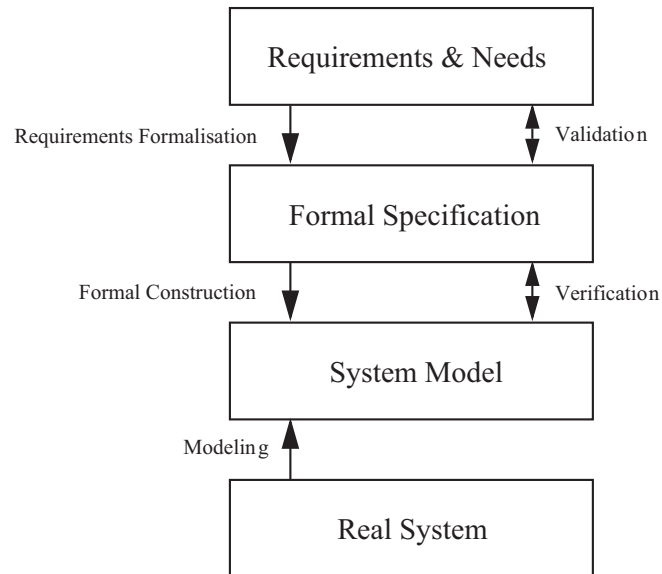 Requirements & Needs
Requirements Formalisation
Validation
Formal Specification
Formal Construction
Verification
System Model
Modeling
Real System